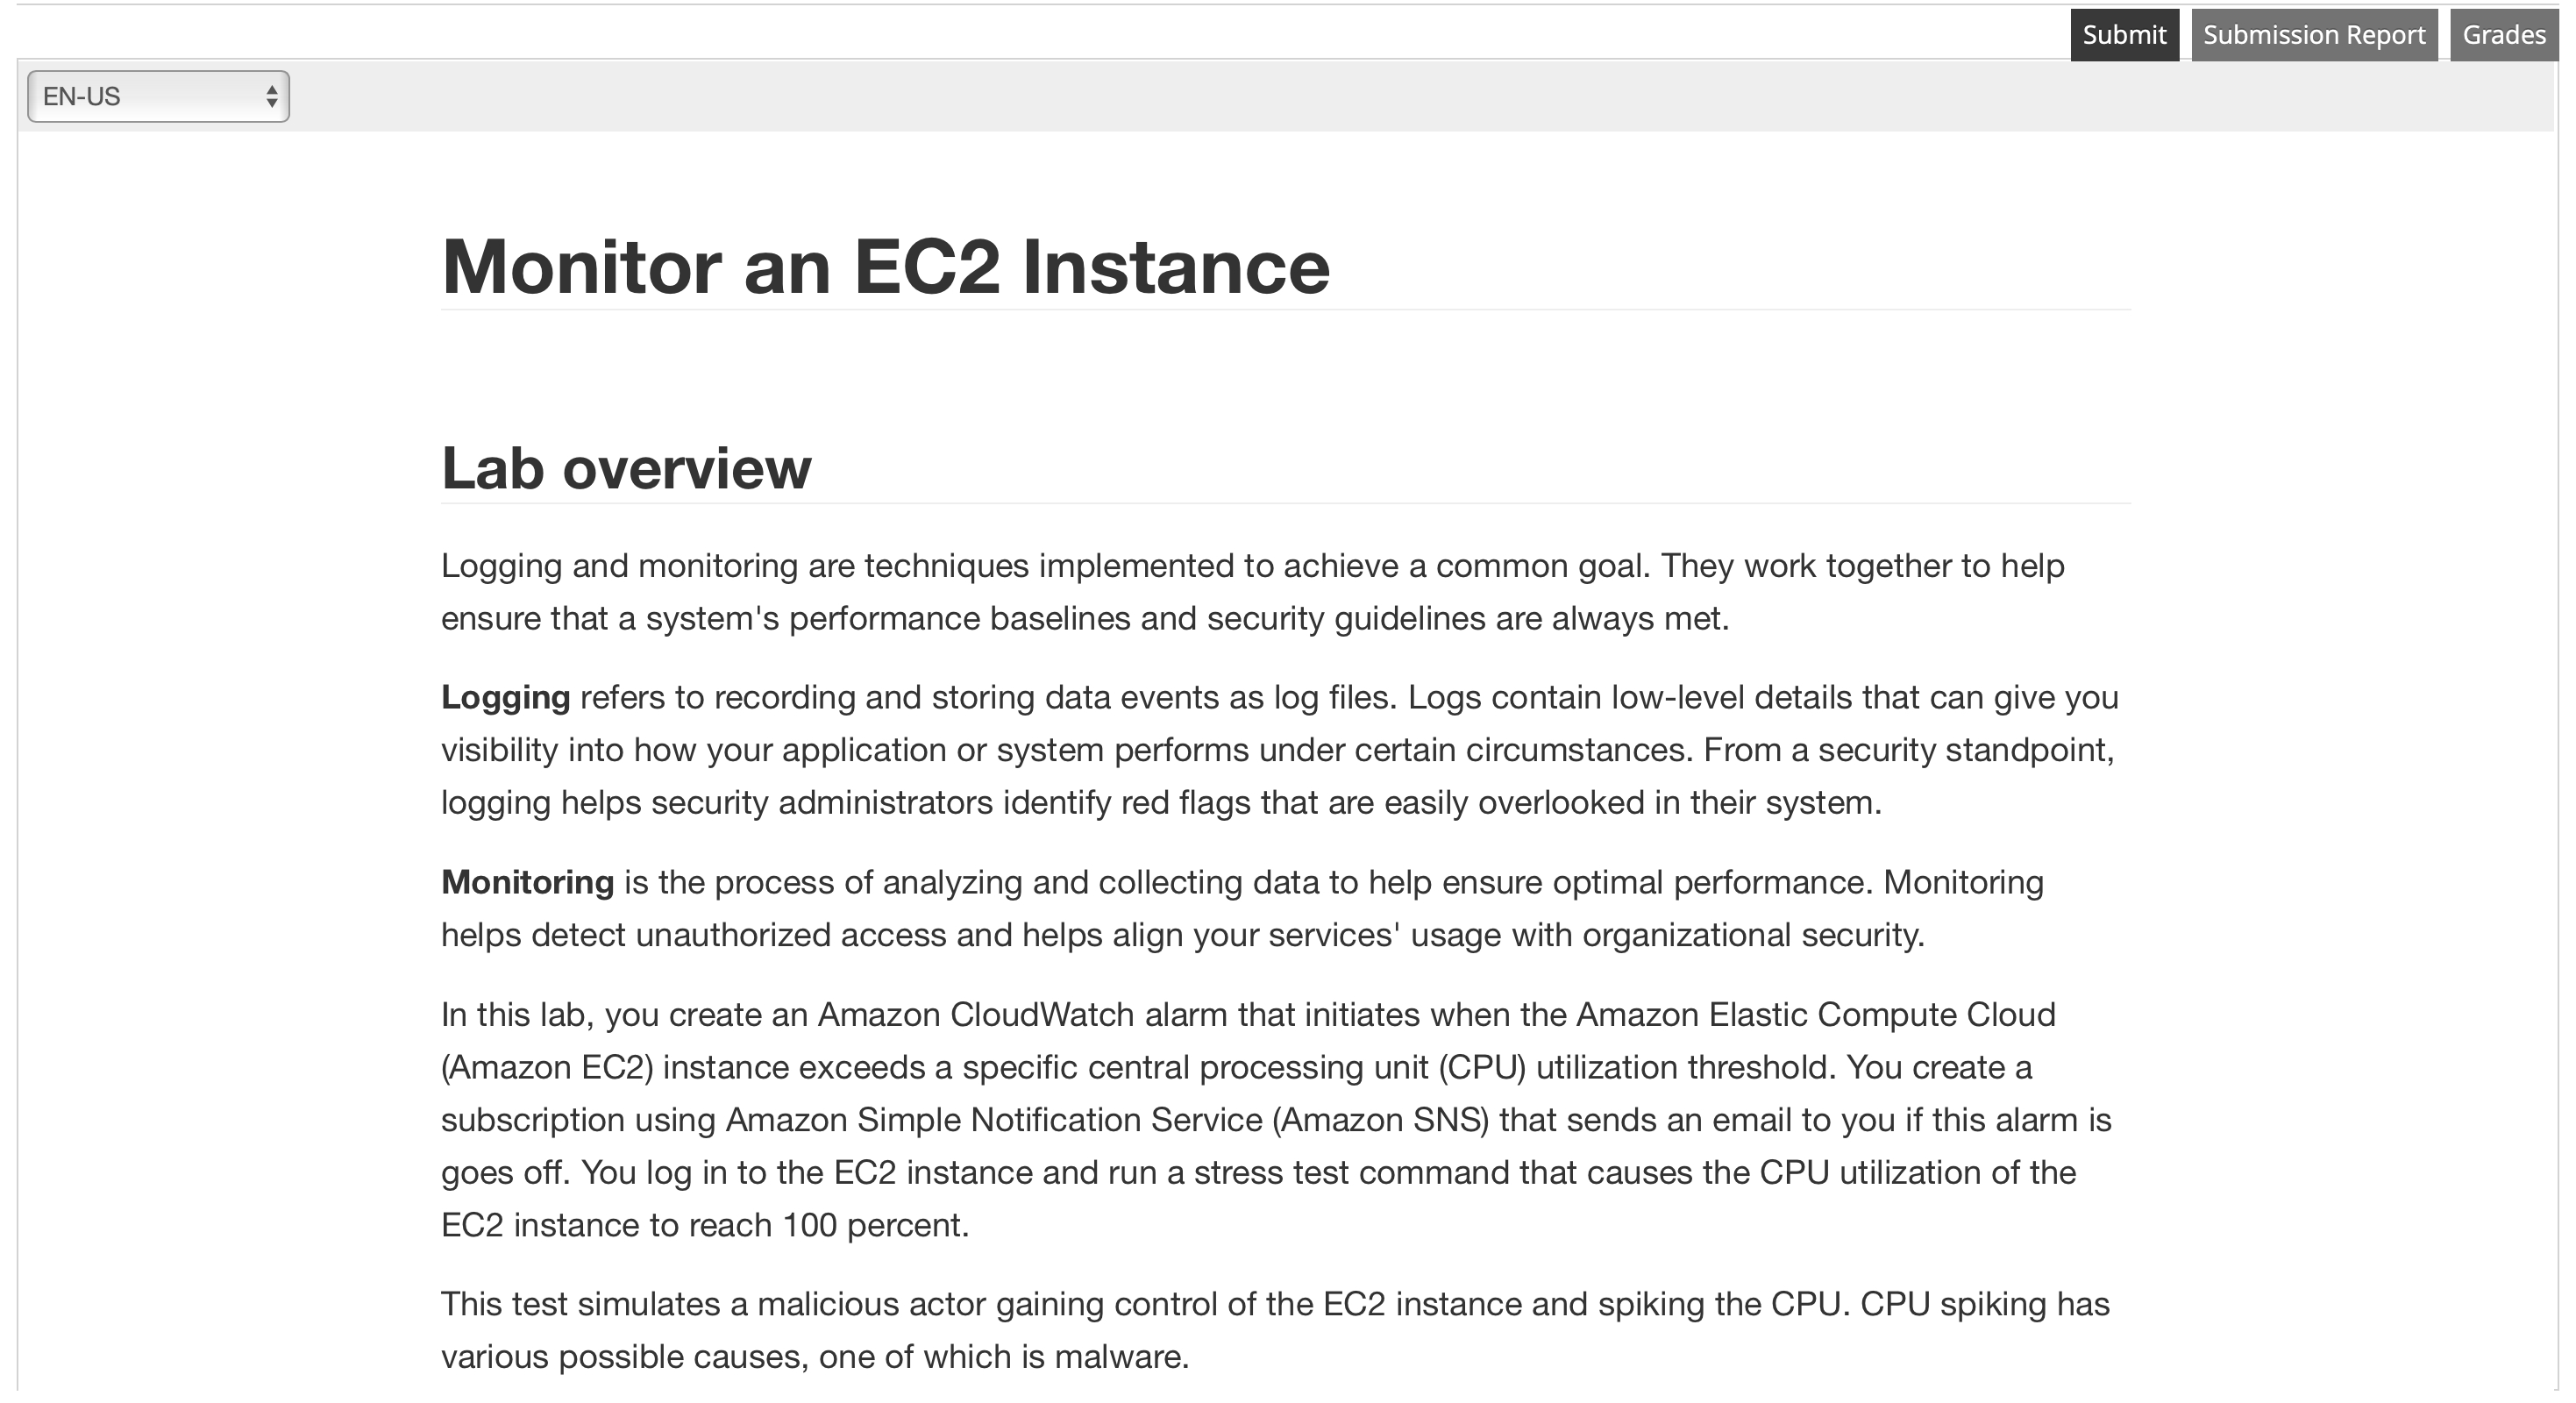 Submit Submission Report Grades
EN-US
Monitor an EC2 Instance
Lab overview
Logging and monitoring are techniques implemented to achieve a common goal. They work together to help
ensure that a system's performance baselines and security guidelines are always met.
Logging refers to recording and storing data events as log files. Logs contain low-level details that can give you
visibility into how your application or system performs under certain circumstances. From a security standpoint,
logging helps security administrators identify red flags that are easily overlooked in their system.
Monitoring is the process of analyzing and collecting data to help ensure optimal performance. Monitoring
helps detect unauthorized access and helps align your services' usage with organizational security.
In this lab, you create an Amazon CloudWatch alarm that initiates when the Amazon Elastic Compute Cloud
(Amazon EC2) instance exceeds a specific central processing unit (CPU) utilization threshold. You create a
subscription using Amazon Simple Notification Service (Amazon SNS) that sends an email to you if this alarm is
goes off. You log in to the EC2 instance and run a stress test command that causes the CPU utilization of the
EC2 instance to reach 100 percent.
This test simulates a malicious actor gaining control of the EC2 instance and spiking the CPU. CPU spiking has
various possible causes, one of which is malware.